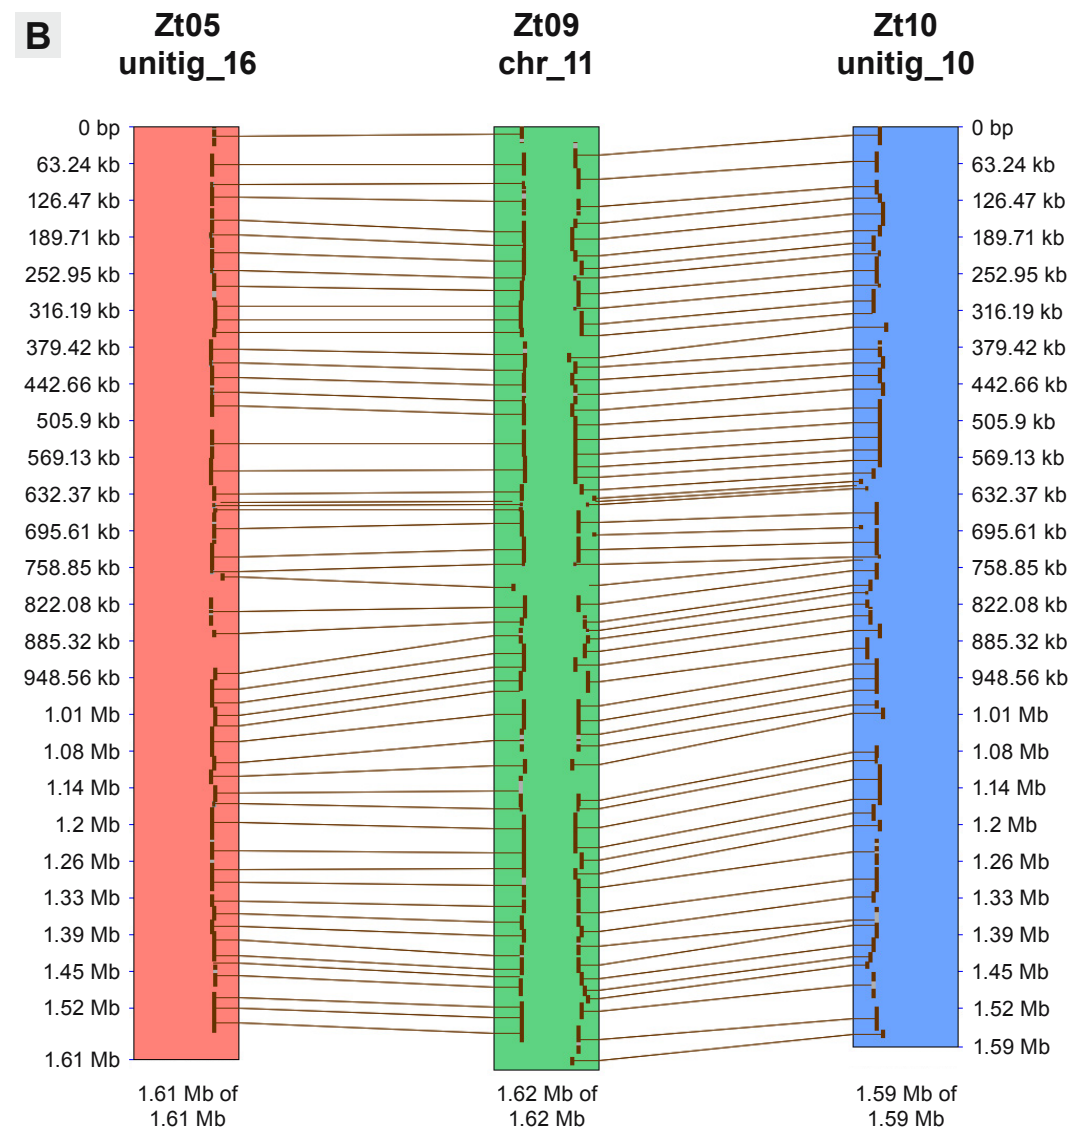 B
Zt05
unitig_16
Zt09
chr_11
Zt10
unitig_10
0 bp
63.24 kb
126.47 kb
189.71 kb
252.95 kb
316.19 kb
379.42 kb
442.66 kb
505.9 kb
569.13 kb
632.37 kb
695.61 kb
758.85 kb
822.08 kb
885.32 kb
948.56 kb
1.01 Mb
1.08 Mb
1.14 Mb
1.2 Mb
1.26 Mb
1.33 Mb
1.39 Mb
1.45 Mb
1.52 Mb
1.61 Mb
0 bp
63.24 kb
126.47 kb
189.71 kb
252.95 kb
316.19 kb
379.42 kb
442.66 kb
505.9 kb
569.13 kb
632.37 kb
695.61 kb
758.85 kb
822.08 kb
885.32 kb
948.56 kb
1.01 Mb
1.08 Mb
1.14 Mb
1.2 Mb
1.26 Mb
1.33 Mb
1.39 Mb
1.45 Mb
1.52 Mb
1.59 Mb
1.61 Mb of
1.61 Mb
1.62 Mb of
1.62 Mb
1.59 Mb of
1.59 Mb